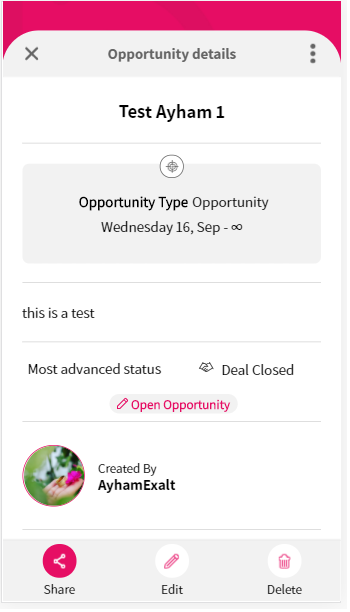 Opportunity details
Test Ayham 1
Opportunity Type Opportunity
Wednesday 16, Sep - ∞
this is a test
Most advanced status Deal Closed
Open Opportunity
Created By
AyhamExalt
Share Edit Delete